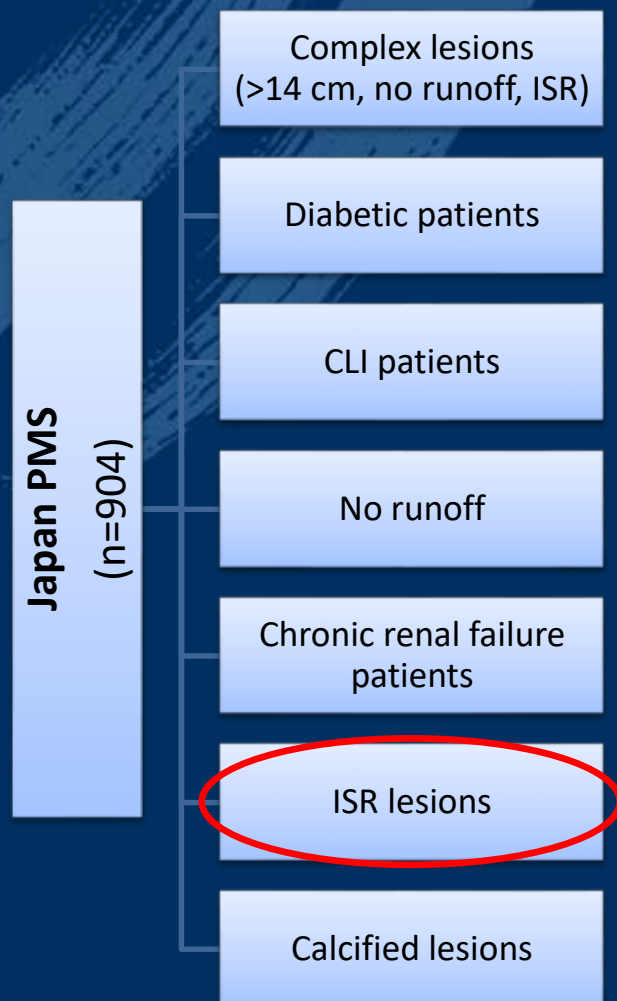 Complex lesions
(>14 cm, no runoff, ISR)
Diabetic patients
CLI patients
Japan PMS
(n=904)
No runoff
Chronic renal failure
patients
ISR lesions
Calcified lesions